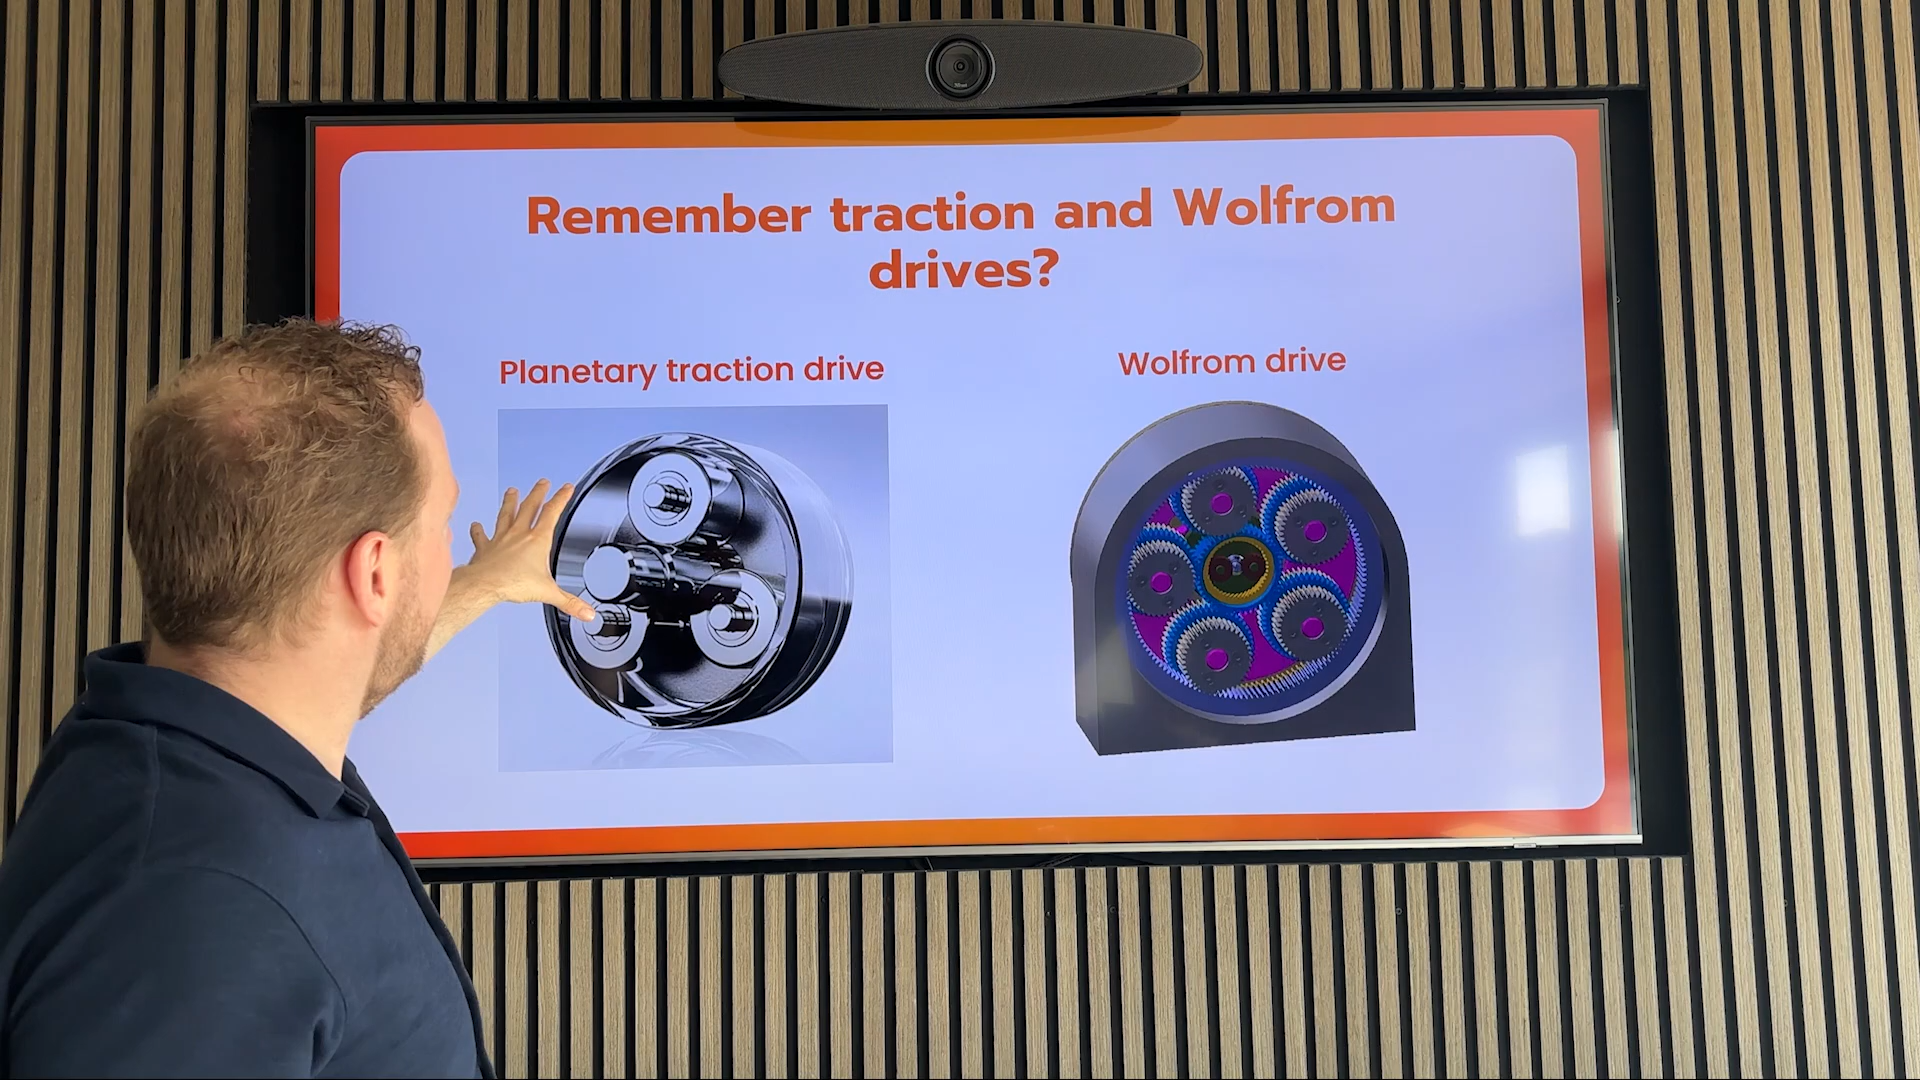 Remember traction and Wolfrom
drives?
Planetary traction drive
Wolfrom drive